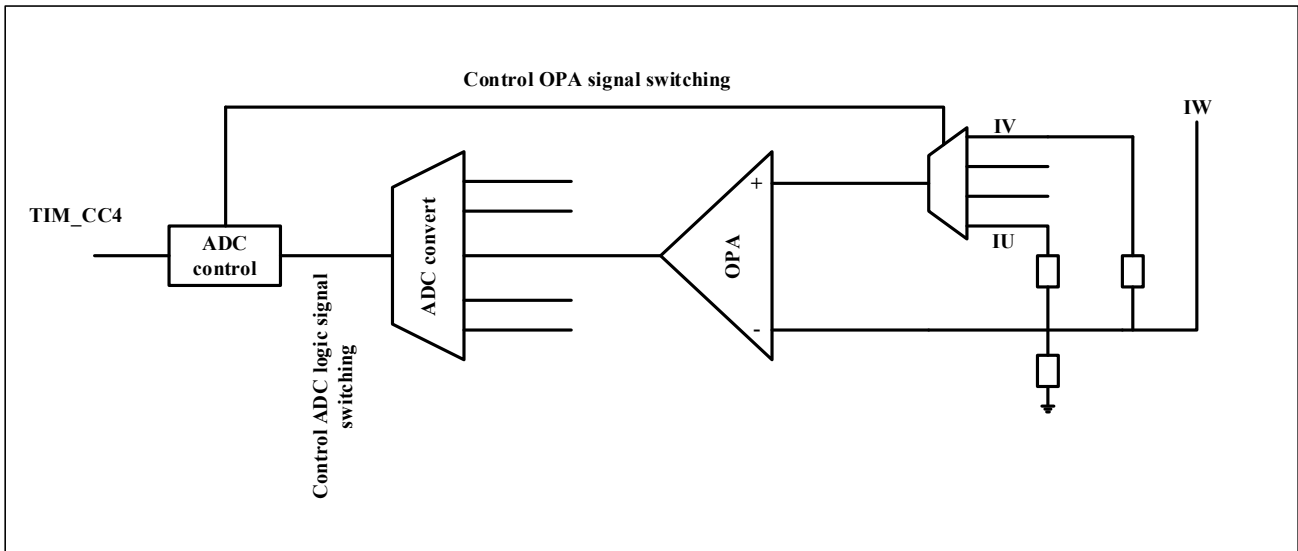 Control OPA signal switching
IW
IV
TIM_CC4
ADC
control
ADC convert
OPA
+
-
IU
Control ADC logic signal
switching